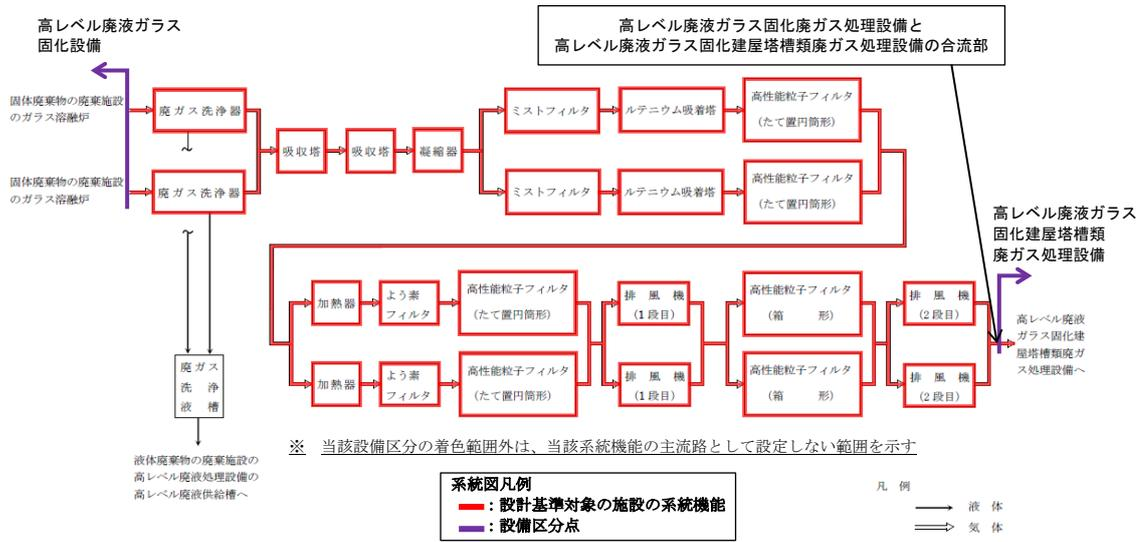 高レベル廃液ガラス
固化設備
高レベル廃液ガラス固化廃ガス処理設備と
高レベル廃液ガラス固化建屋塔槽類廃ガス処理設備の合流部
固体廃棄物の廃棄施設
のガラス溶融炉
廃ガス洗浄器
固体廃棄物の廃棄施設
のガラス溶融炉
廃ガス洗浄器
吸収塔
吸収塔
凝縮器
ミストフィルタ
ルテニウム吸着塔
高性能粒子フィルタ
(たて置円筒形)
ミストフィルタ
ルテニウム吸着塔
高性能粒子フィルタ
(たて置円筒形)
高レベル廃液ガラス
固化建屋塔槽類
廃ガス処理設備
加熱器
よう素
フィルタ
高性能粒子フィルタ
(たて置円筒形)
排 風 機
(1段目)
高性能粒子フィルタ
(箱 形)
排 風 機
(2段目)
高レベル廃液
ガラス固化建
屋塔槽類廃ガ
ス処理設備へ
加熱器
よう素
フィルタ
高性能粒子フィルタ
(たて置円筒形)
排 風 機
(1段目)
高性能粒子フィルタ
(箱 形)
排 風 機
(2段目)
廃ガス
洗 浄
液 槽
液体廃棄物の廃棄施設の
高レベル廃液処理設備の
高レベル廃液供給槽へ
※ 当該設備区分の着色範囲外は、当該系統機能の主流路として設定しない範囲を示す
系統図凡例
:設計基準対象の施設の系統機能
:設備区分点
凡 例
液 体
気 体